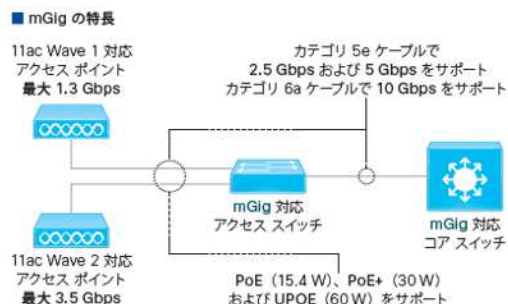 ■ mGig の特長
11ac Wave 1 対応
アクセス ポイント
最大 1.3 Gbps
カテゴリ 5e ケーブルで
2.5 Gbps および 5 Gbps をサポート
カテゴリ 6a ケーブルで 10 Gbps をサポート
mGig 対応
アクセス スイッチ
mGig 対応
コア スイッチ
11ac Wave 2 対応
アクセス ポイント
最大 3.5 Gbps
PoE（15.4 W）、PoE+（30 W）
および UPOE（60 W）をサポート